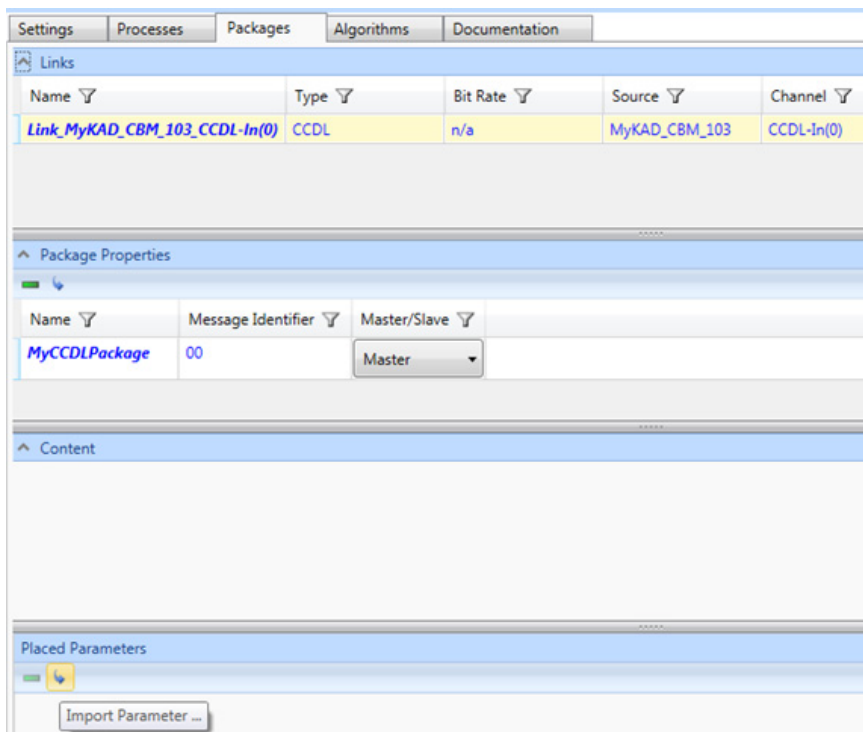 Settings Processes Packages Algorithms Documentation
Links
Name Type Bit Rate Source Channel
Link_MyKAD_CBM_103_CCDL-In(0) CCDL n/a MyKAD_CBM_103 CCDL-In(0)
Package Properties
Name Message Identifier Master/Slave
MyCCDLPackage 00 Master
Content
Placed Parameters
Import Parameter ...